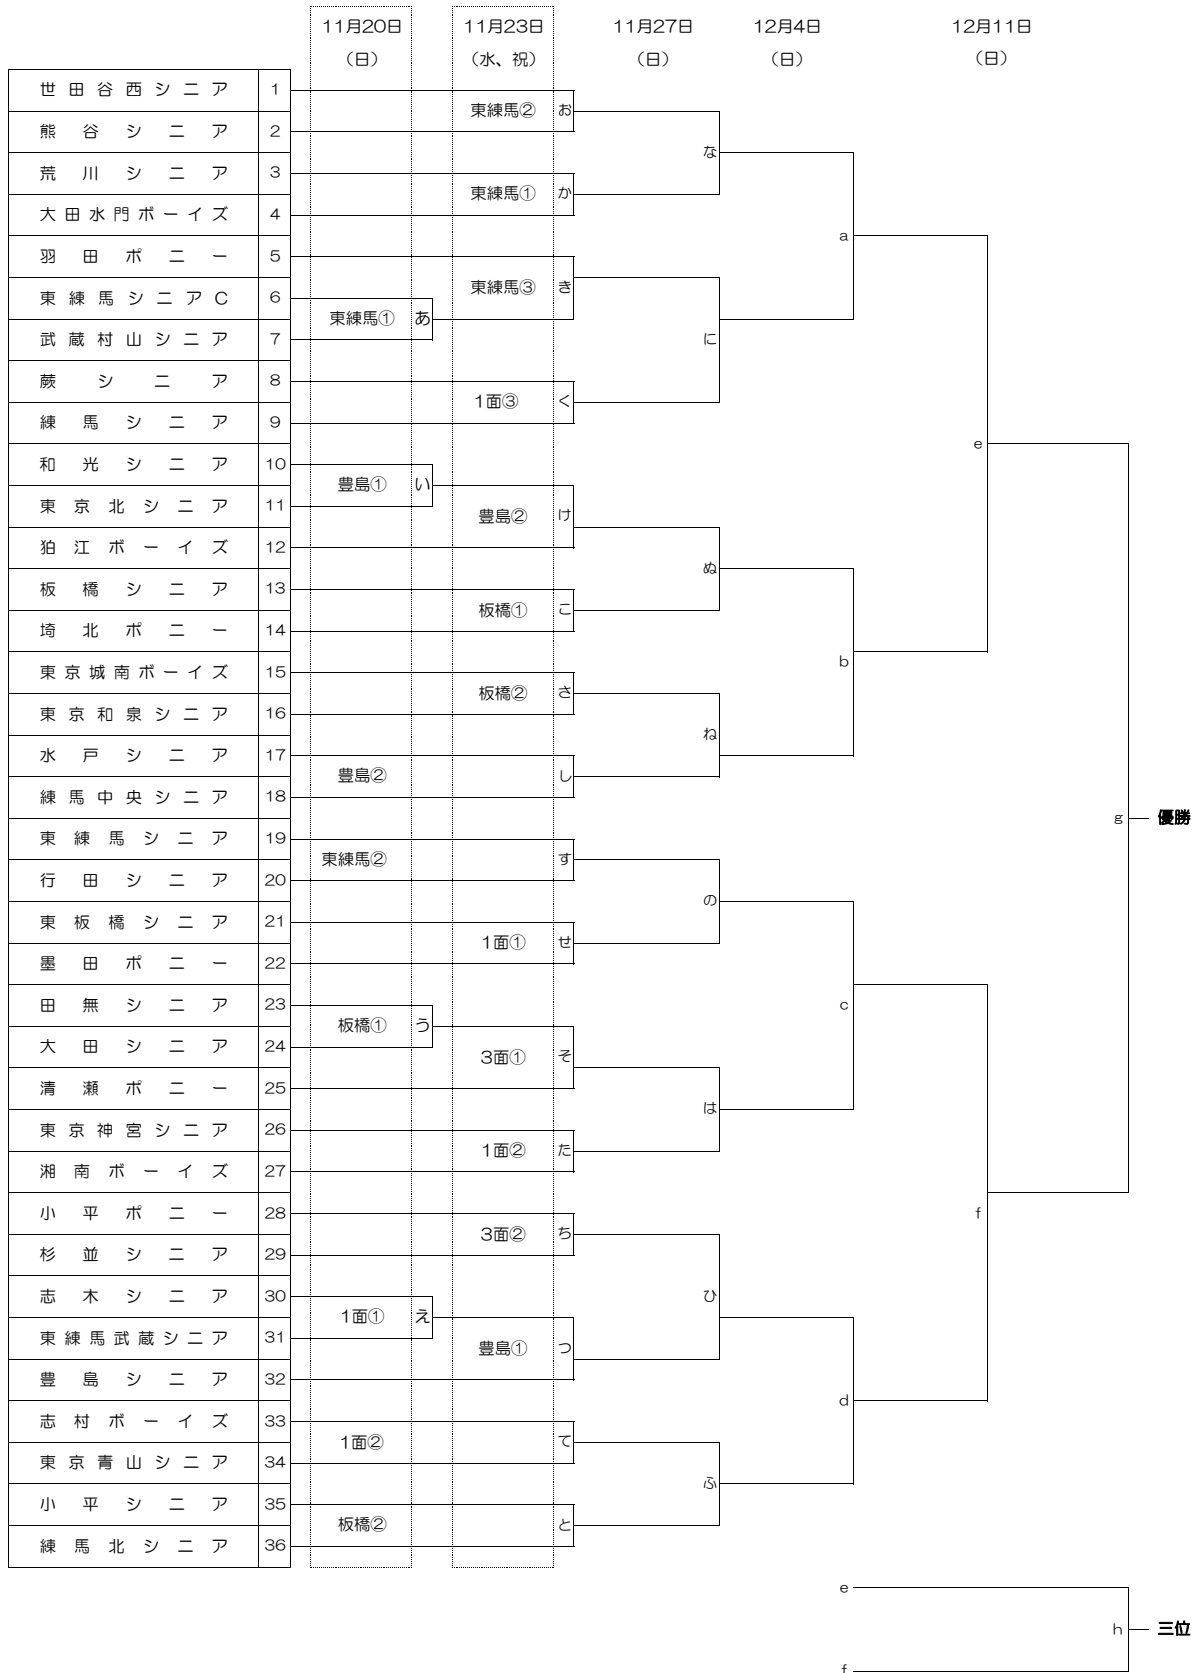 11月20日 11月23日 11月27日 12月4日 12月11日
（日） （水、祝） （日） （日） （日）
世田谷西シニア 1
東練馬② お
熊谷シニア 2
な
荒川シニア 3
東練馬① か
大田水門ボーイズ 4
a
羽田ポニー 5
東練馬③ き
東練馬シニアC 6
東練馬① あ
武蔵村山シニア 7
に
蕨シニア 8
1面③ く
練馬シニア 9
e
和光シニア 10
豊島① い
東京北シニア 11
豊島② け
狛江ボーイズ 12
ぬ
板橋シニア 13
板橋① こ
埼北ポニー 14
b
東京城南ボーイズ 15
板橋② さ
東京和泉シニア 16
ね
水戸シニア 17
豊島② し
練馬中央シニア 18
g 優勝
東練馬シニア 19
東練馬② す
行田シニア 20
の
東板橋シニア 21
1面① せ
墨田ポニー 22
田無シニア 23
c
板橋① う
大田シニア 24
3面① そ
清瀬ポニー 25
は
東京神宮シニア 26
1面② た
湘南ボーイズ 27
小平ポニー 28
f
3面② ち
杉並シニア 29
志木シニア 30
ひ
1面① え
東練馬武蔵シニア 31
豊島① つ
豊島シニア 32
d
志村ボーイズ 33
1面② て
東京青山シニア 34
ふ
小平シニア 35
板橋② と
練馬北シニア 36
e
h 三位
f